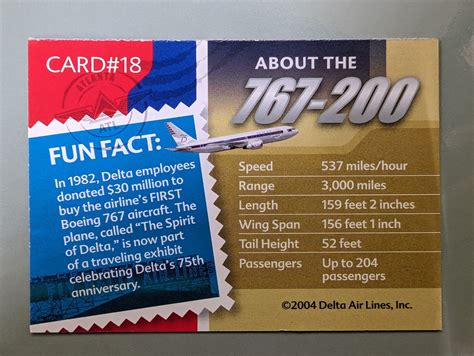 CARD#18
ATLANTA
ATL
FUN FACT:
In 1982, Delta employees
donated $30 million to
buy the airline's FIRST
Boeing 767 aircraft. The
plane, called "The Spirit
of Delta," is now part
of a traveling exhibit
celebrating Delta's 75th
anniversary.
ABOUT THE
767-200
Speed 537 miles/hour
Range 3,000 miles
Length 159 feet 2 inches
Wing Span 156 feet 1 inch
Tail Height 52 feet
Passengers Up to 204
passengers
©2004 Delta Air Lines, Inc.